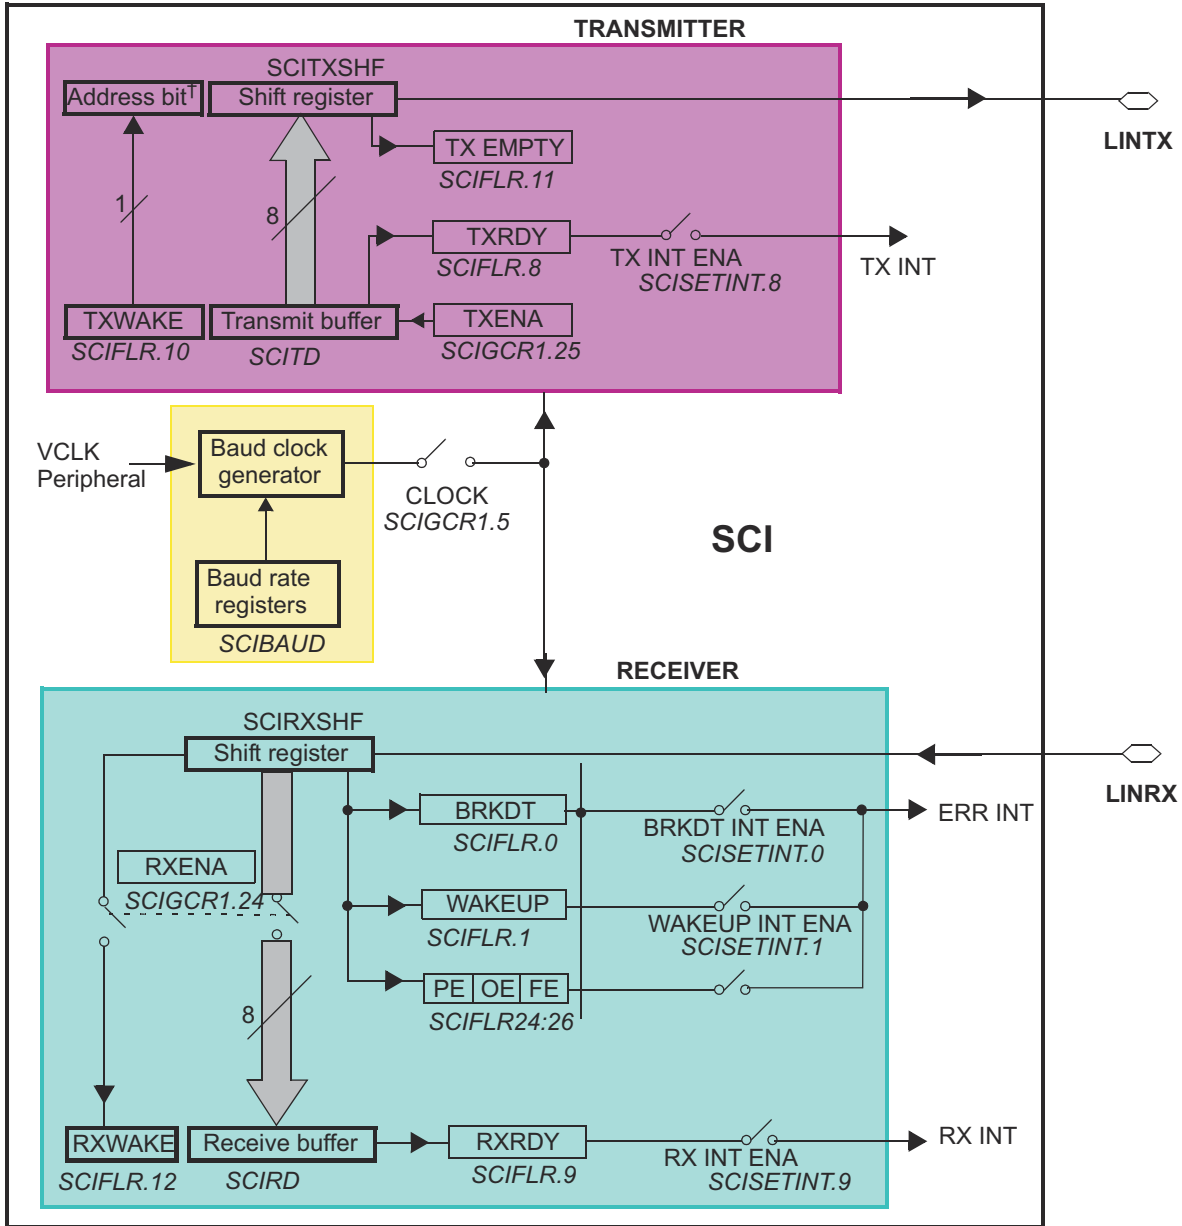 TRANSMITTER
SCITXSHF
Address bit†
Shift register
LINTX
TX EMPTY
SCIFLR.11
1
8
TXRDY
SCIFLR.8
TX INT ENA
SCISETINT.8
TX INT
TXWAKE
SCIFLR.10
Transmit buffer
SCITD
TXENA
SCIGCR1.25
VCLK
Peripheral
Baud clock
generator
CLOCK
SCIGCR1.5
SCI
Baud rate
registers
SCIBAUD
RECEIVER
SCIRXSHF
Shift register
LINRX
BRKDT
SCIFLR.0
BRKDT INT ENA
SCISETINT.0
ERR INT
RXENA
SCIGCR1.24
WAKEUP
SCIFLR.1
WAKEUP INT ENA
SCISETINT.1
PE OE FE
SCIFLR24:26
8
RXWAKE
SCIFLR.12
Receive buffer
SCIRD
RXRDY
SCIFLR.9
RX INT ENA
SCISETINT.9
RX INT